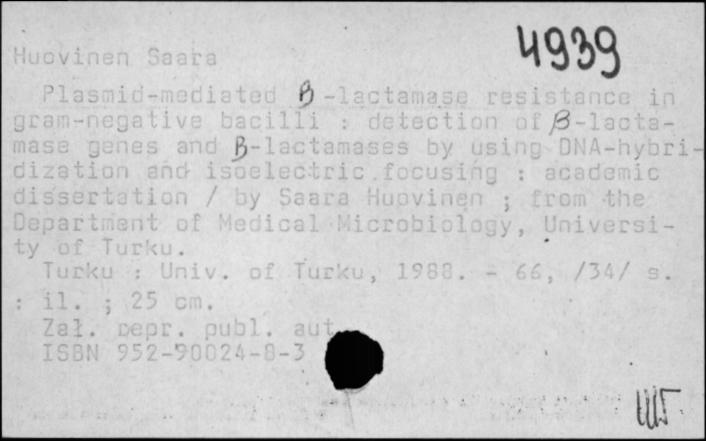 4939
Huovinen Saara
Plasmid-mediated β-lactamase resistance in
gram-negative bacilli : detection of β-lacta-
mase genes and β-lactamases by using DNA-hybri-
dization and isoelectric focusing : academic
dissertation / by Saara Huovinen ; from the
Department of Medical Microbiology, Universi-
ty of Turku.
Turku : Univ. of Turku, 1988. - 66, /34/ s.
: il. ; 25 cm.
Zał. repr. publ. aut.
ISBN 952-90024-8-3